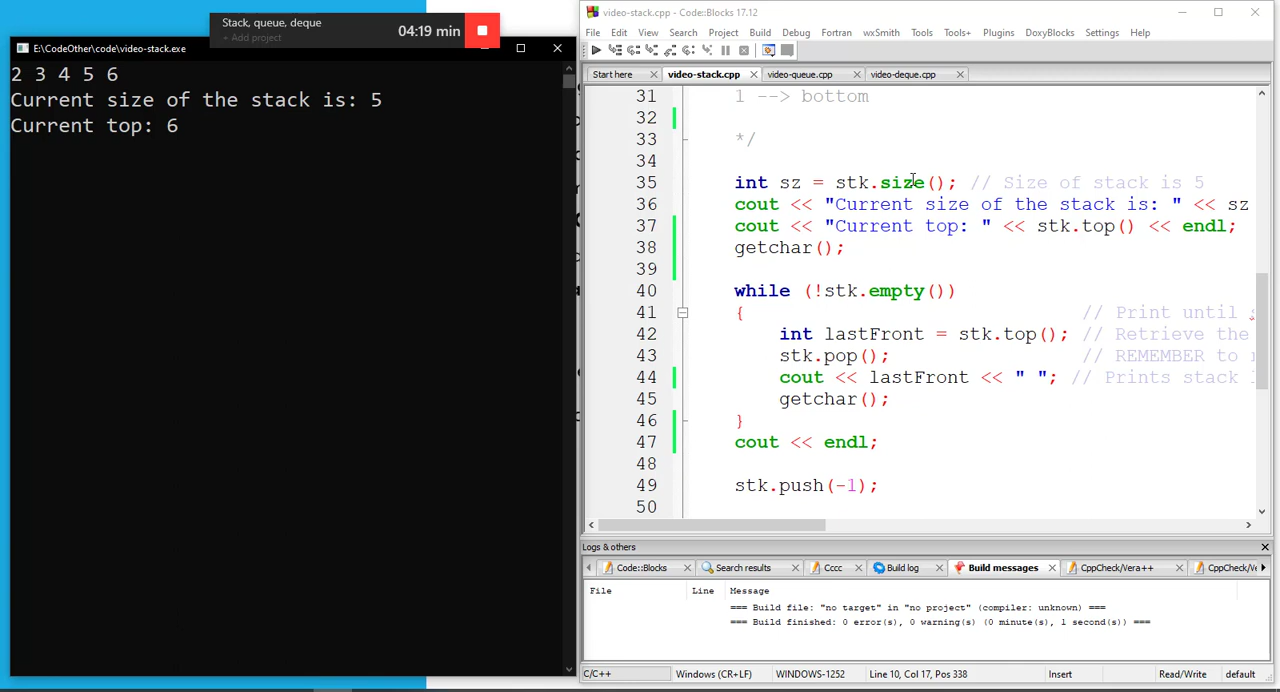 Stack, queue, deque
+ Add project
04:19 min
E:\CodeOther\code\video-stack.exe
2 3 4 5 6
Current size of the stack is: 5
Current top: 6
video-stack.cpp - Code::Blocks 17.12
File Edit View Search Project Build Debug Fortran wxSmith Tools Tools+ Plugins DoxyBlocks Settings Help
Start here video-stack.cpp video-queue.cpp video-deque.cpp
31 1 --> bottom
32
33 */
34
35 int sz = stk.size(); // Size of stack is 5
36 cout << "Current size of the stack is: " << sz
37 cout << "Current top: " << stk.top() << endl;
38 getchar();
39
40 while (!stk.empty())
41 { // Print until
42 int lastFront = stk.top(); // Retrieve the
43 stk.pop(); // REMEMBER to
44 cout << lastFront << " "; // Prints stack
45 getchar();
46 }
47 cout << endl;
48
49 stk.push(-1);
50
Logs & others
Code::Blocks Search results Cccc Build log Build messages CppCheck/Vera++ CppCheck/Ve
File Line Message
=== Build file: "no target" in "no project" (compiler: unknown) ===
=== Build finished: 0 error(s), 0 warning(s) (0 minute(s), 1 second(s)) ===
C/C++ Windows (CR+LF) WINDOWS-1252 Line 10, Col 17, Pos 338 Insert Read/Write default